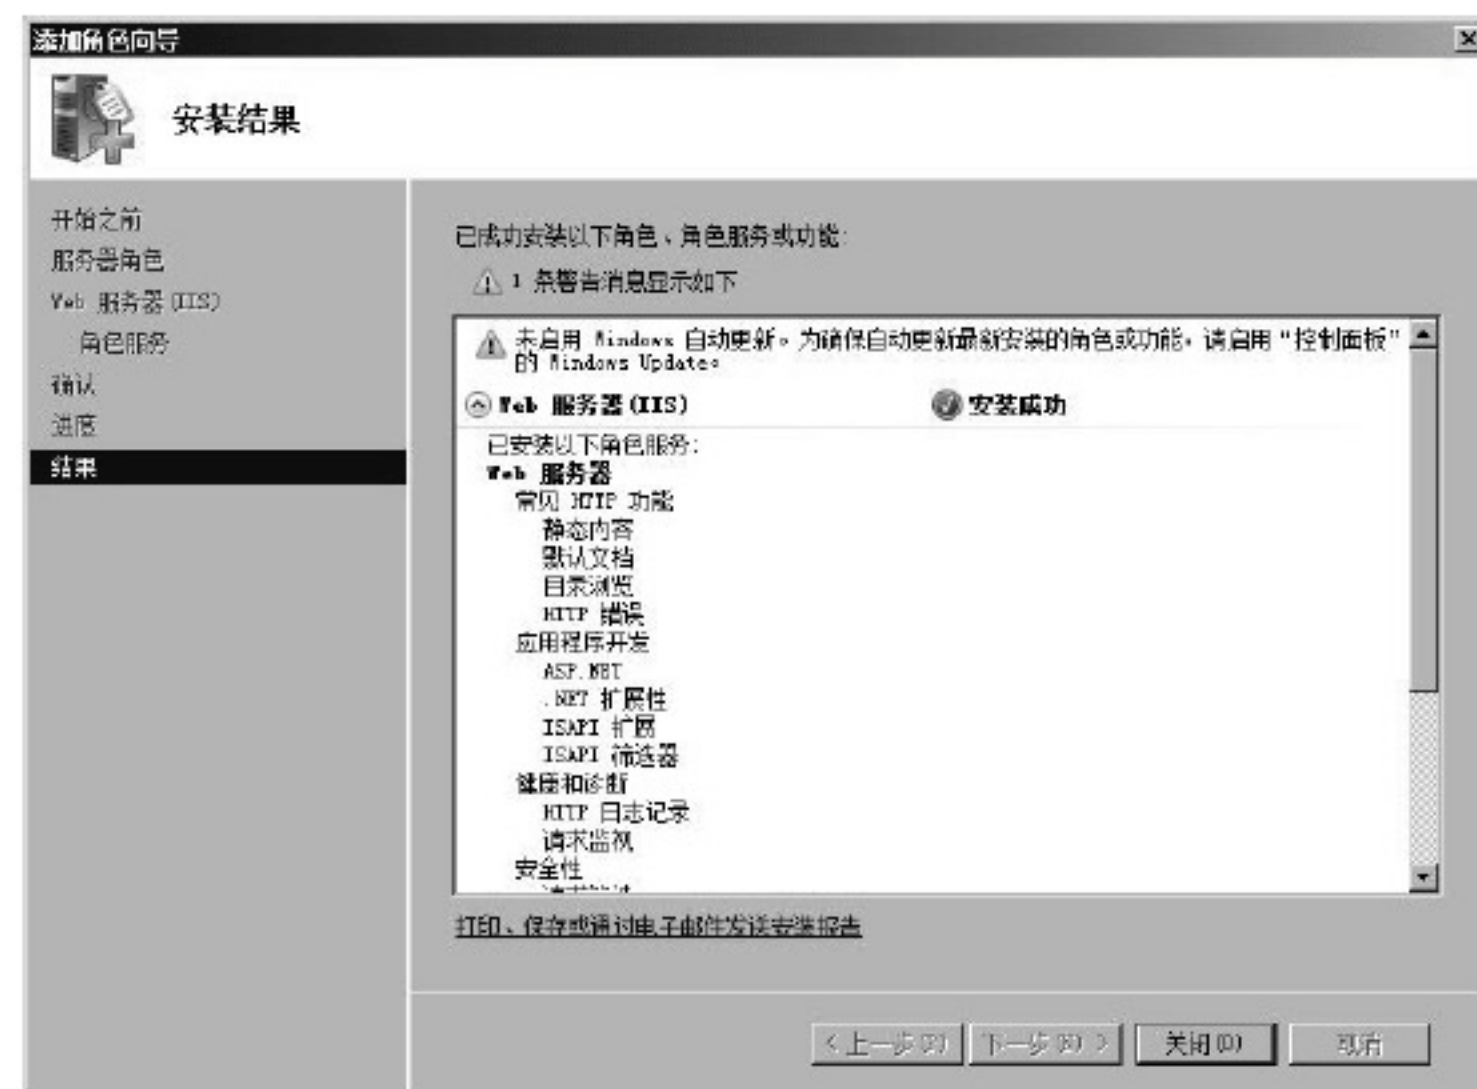 添加角色向导
安装结果
开始之前
服务器角色
Web 服务器(IIS)
角色服务
确认
进度
结果
已成功安装以下角色、角色服务或功能:
1 条警告消息显示如下
未启用 Windows 自动更新。为确保自动更新最新安装的角色或功能，请启用“控制面板”
的 Windows Update。
Web 服务器(IIS) 安装成功
已安装以下角色服务:
Web 服务器
常见 HTTP 功能
静态内容
默认文档
目录浏览
HTTP 错误
应用程序开发
ASP.NET
.NET 扩展性
ISAPI 扩展
ISAPI 筛选器
健康和诊断
HTTP 日志记录
请求监视
安全性
打印、保存或通过电子邮件发送安装报告
< 上一步(P) 下一步(N) > 关闭(O) 取消